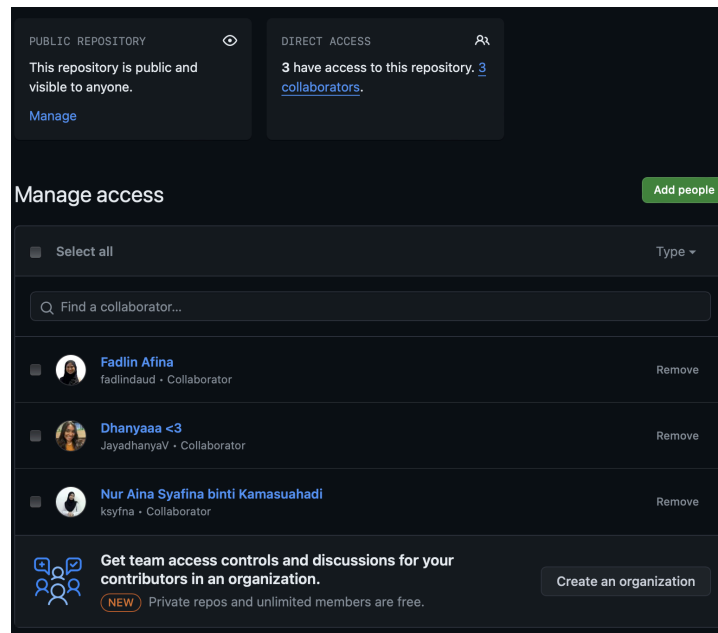 PUBLIC REPOSITORY
This repository is public and
visible to anyone.
Manage
DIRECT ACCESS
3 have access to this repository. 3
collaborators.
Manage access
Add people
Select all
Type
Find a collaborator...
Fadlin Afina
fadlindaud • Collaborator
Remove
Dhanyaaa <3
JayadhanyaV • Collaborator
Remove
Nur Aina Syafina binti Kamasuahadi
ksyfna • Collaborator
Remove
Get team access controls and discussions for your
contributors in an organization.
NEW Private repos and unlimited members are free.
Create an organization